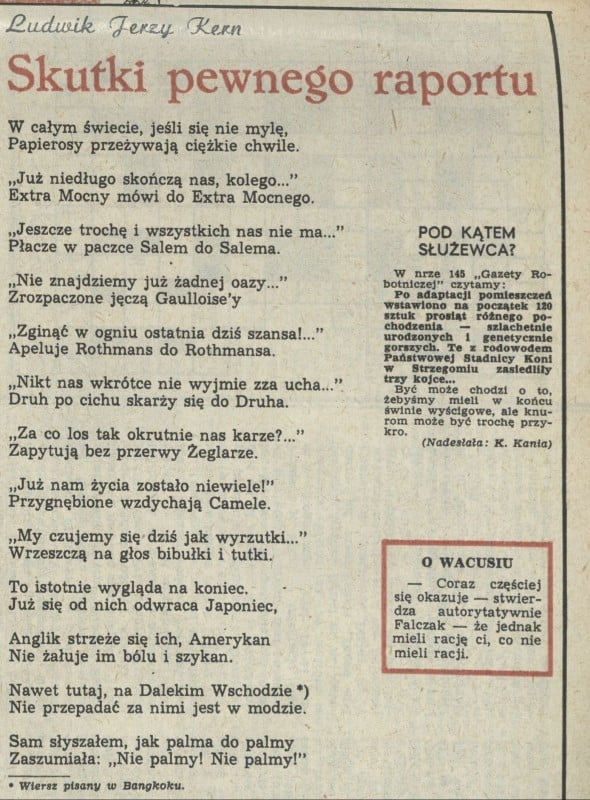 Ludwik Jerzy Kern
Skutki pewnego raportu
W całym świecie, jeśli się nie mylę,
Papierosy przeżywają ciężkie chwile.
„Już niedługo skończą nas, kolego...”
Extra Mocny mówi do Extra Mocnego.
„Jeszcze trochę i wszystkich nas nie ma...”
Płacze w paczce Salem do Salema.
„Nie znajdziemy już żadnej oazy...”
Zrozpaczone jęczą Gaulloise'y
„Zginąć w ogniu ostatnia dziś szansa!...”
Apeluje Rothmans do Rothmansa.
„Nikt nas wkrótce nie wyjmie zza ucha...”
Druh po cichu skarży się do Druha.
„Za co los tak okrutnie nas karze?...”
Zapytują bez przerwy Żeglarze.
„Już nam życia zostało niewiele!”
Przygnębione wzdychają Camele.
„My czujemy się dziś jak wyrzutki...”
Wrzeszczą na głos bibułki i tutki.
To istotnie wygląda na koniec.
Już się od nich odwraca Japoniec,
Anglik strzeże się ich, Amerykan
Nie żałuje im bólu i szykan.
Nawet tutaj, na Dalekim Wschodzie *)
Nie przepadać za nimi jest w modzie.
Sam słyszałem, jak palma do palmy
Zaszumiała: „Nie palmy! Nie palmy!”
* Wiersz pisany w Bangkoku.
POD KĄTEM
SŁUŻEWCA?
W nrze 145 „Gazety Ro-
botniczej” czytamy:
Po adaptacji pomieszczeń
wstawiono na początek 120
sztuk prosiąt różnego po-
chodzenia — szlachetnie
urodzonych i genetycznie
gorszych. Te z rodowodem
Państwowej Stadnicy Koni
w Strzegomiu zasiedliły
trzy kojce...
Być może chodzi o to,
żebyśmy mieli w końcu
świnie wyścigowe, ale knu-
rom może być trochę przy-
kro.
(Nadesłała: K. Kania)
O WACUSIU
— Coraz częściej
się okazuje — stwier-
dza autorytatywnie
Falczak — że jednak
mieli rację ci, co nie
mieli racji.